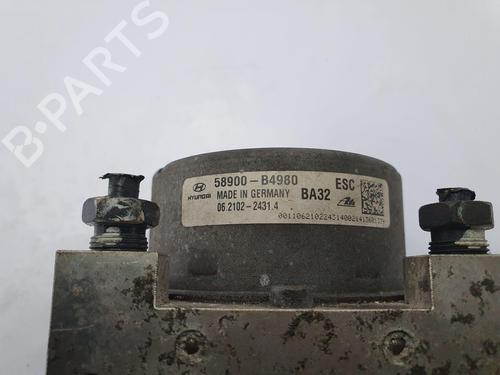 B-PARTS
58900-B4980 ESC
HYUNDAI MADE IN GERMANY BA32
06.2102-2431.4